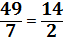 49/7 = 14/2